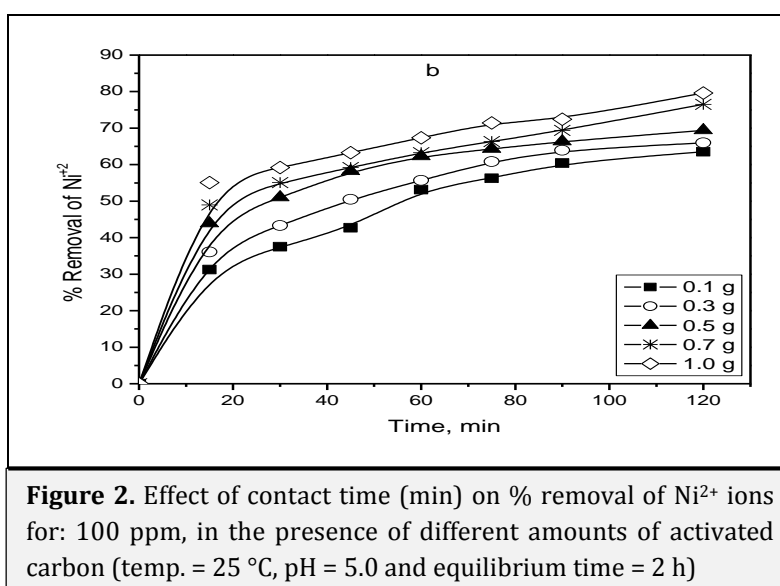 b
90
80
70
60
50
40
30
20
10
0
% Removal of Ni+2
0 20 40 60 80 100 120
Time, min
0.1 g
0.3 g
0.5 g
0.7 g
1.0 g
Figure 2. Effect of contact time (min) on % removal of Ni²⁺ ions
for: 100 ppm, in the presence of different amounts of activated
carbon (temp. = 25 °C, pH = 5.0 and equilibrium time = 2 h)